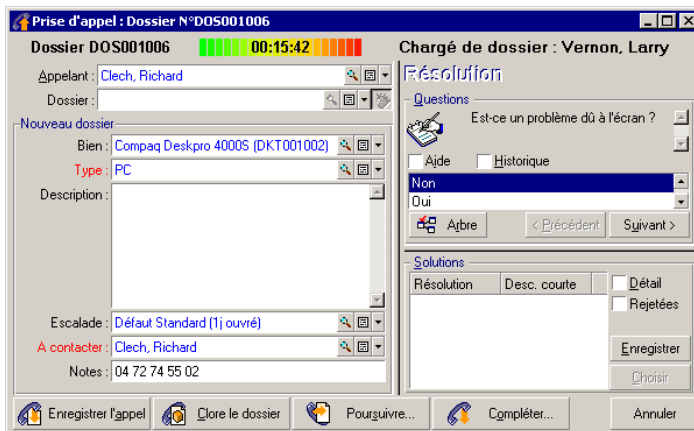 Prise d'appel : Dossier N°DOS001006
Dossier DOS001006 00:15:42 Chargé de dossier : Vernon, Larry
Appelant : Clech, Richard
Dossier :
Nouveau dossier
Bien : Compaq Deskpro 4000S (DKT001002)
Type : PC
Description :
Escalade : Défaut Standard (1j ouvré)
A contacter : Clech, Richard
Notes : 04 72 74 55 02
Résolution
Questions
Est-ce un problème dû à l'écran ?
Aide Historique
Non
Oui
Arbre < Précédent Suivant >
Solutions
Résolution Desc. courte
Détail
Rejetées
Enregistrer
Choisir
Enregistrer l'appel Clore le dossier Poursuivre... Compléter... Annuler